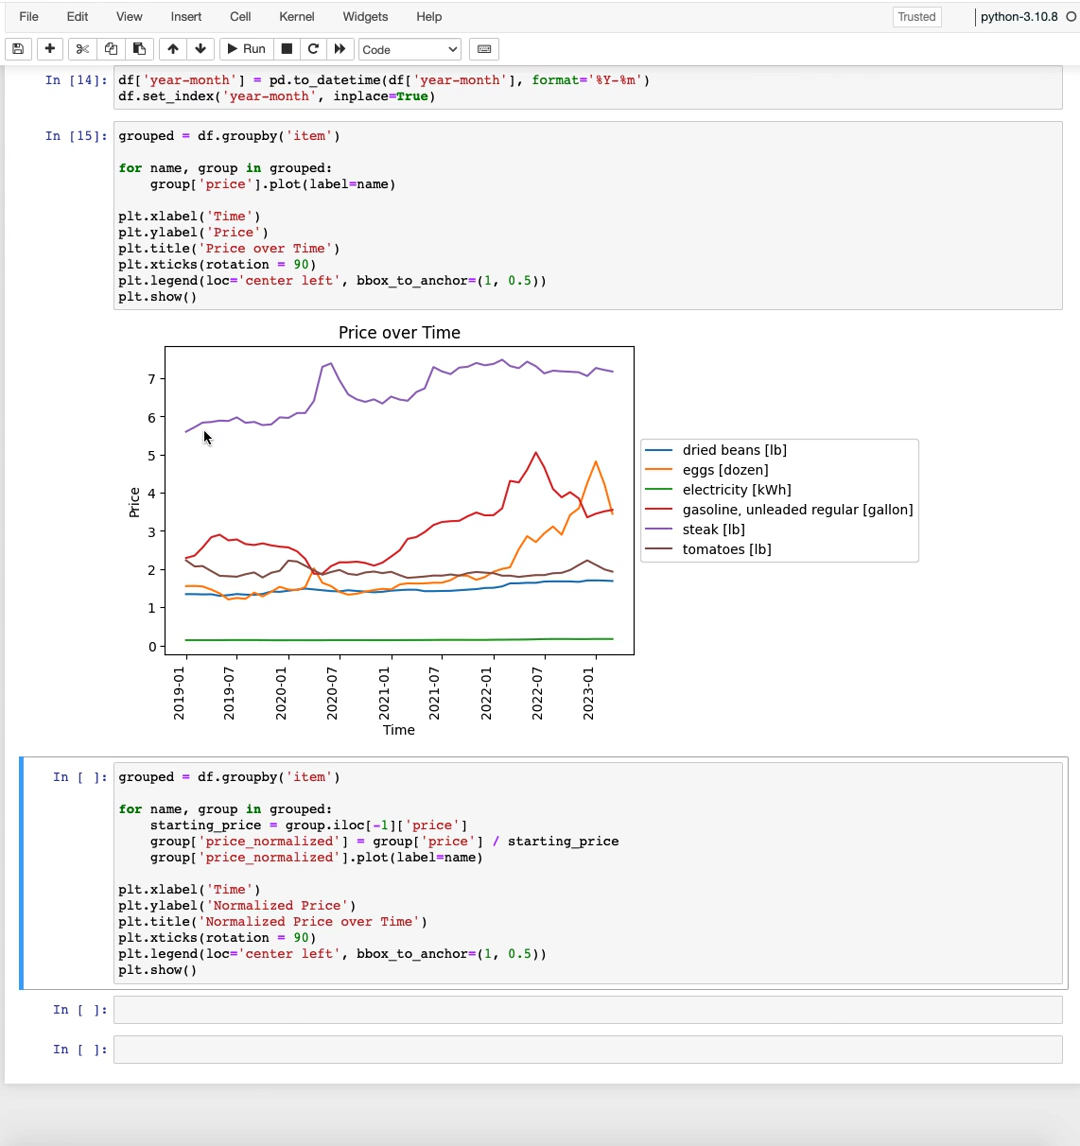 File Edit View Insert Cell Kernel Widgets Help Trusted python-3.10.8
Run Code
In [14]: df['year-month'] = pd.to_datetime(df['year-month'], format='%Y-%m')
df.set_index('year-month', inplace=True)
In [15]: grouped = df.groupby('item')
for name, group in grouped:
    group['price'].plot(label=name)
plt.xlabel('Time')
plt.ylabel('Price')
plt.title('Price over Time')
plt.xticks(rotation = 90)
plt.legend(loc='center left', bbox_to_anchor=(1, 0.5))
plt.show()
Price over Time
Price
7
6
5
4
3
2
1
0
dried beans [lb]
eggs [dozen]
electricity [kWh]
gasoline, unleaded regular [gallon]
steak [lb]
tomatoes [lb]
2019-01
2019-07
2020-01
2020-07
2021-01
2021-07
2022-01
2022-07
2023-01
Time
In [ ]: grouped = df.groupby('item')
for name, group in grouped:
    starting_price = group.iloc[-1]['price']
    group['price_normalized'] = group['price'] / starting_price
    group['price_normalized'].plot(label=name)
plt.xlabel('Time')
plt.ylabel('Normalized Price')
plt.title('Normalized Price over Time')
plt.xticks(rotation = 90)
plt.legend(loc='center left', bbox_to_anchor=(1, 0.5))
plt.show()
In [ ]:
In [ ]: